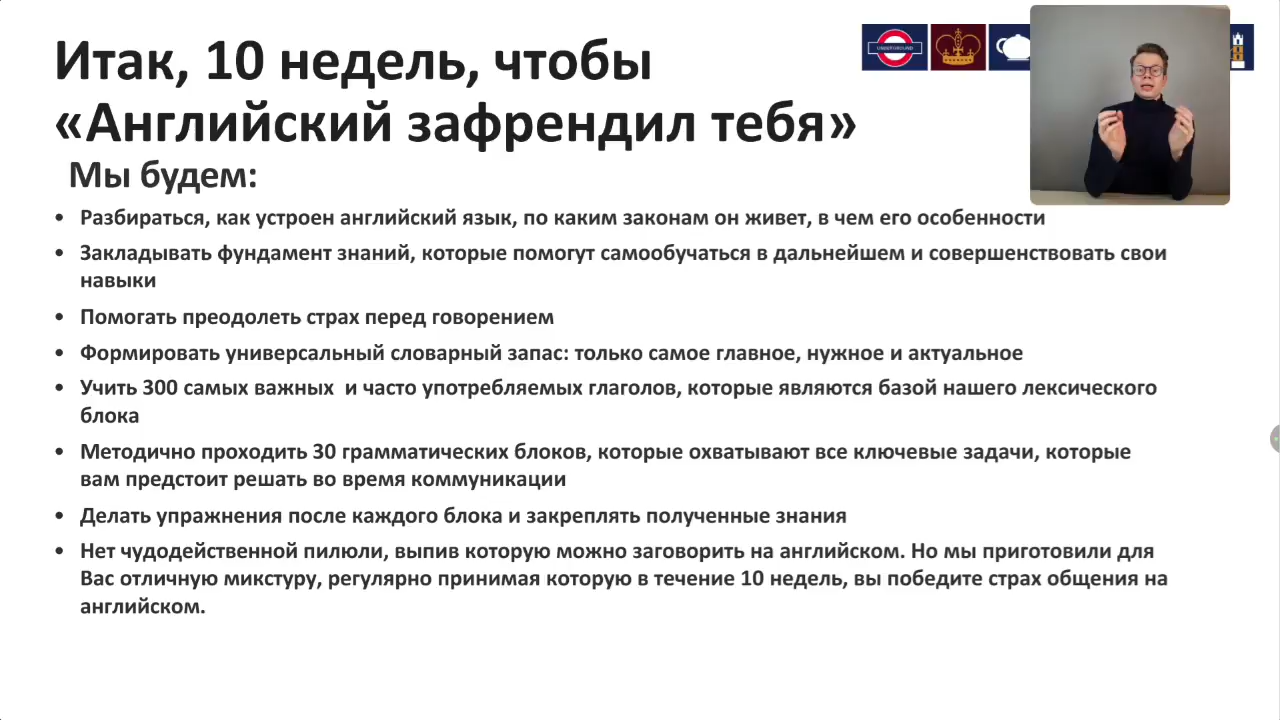 Итак, 10 недель, чтобы
«Английский зафрендил тебя»
Мы будем:
• Разбираться, как устроен английский язык, по каким законам он живет, в чем его особенности
• Закладывать фундамент знаний, которые помогут самообучаться в дальнейшем и совершенствовать свои
навыки
• Помогать преодолеть страх перед говорением
• Формировать универсальный словарный запас: только самое главное, нужное и актуальное
• Учить 300 самых важных  и часто употребляемых глаголов, которые являются базой нашего лексического
блока
• Методично проходить 30 грамматических блоков, которые охватывают все ключевые задачи, которые
вам предстоит решать во время коммуникации
• Делать упражнения после каждого блока и закреплять полученные знания
• Нет чудодейственной пилюли, выпив которую можно заговорить на английском. Но мы приготовили для
Вас отличную микстуру, регулярно принимая которую в течение 10 недель, вы победите страх общения на
английском.
UNDERGROUND